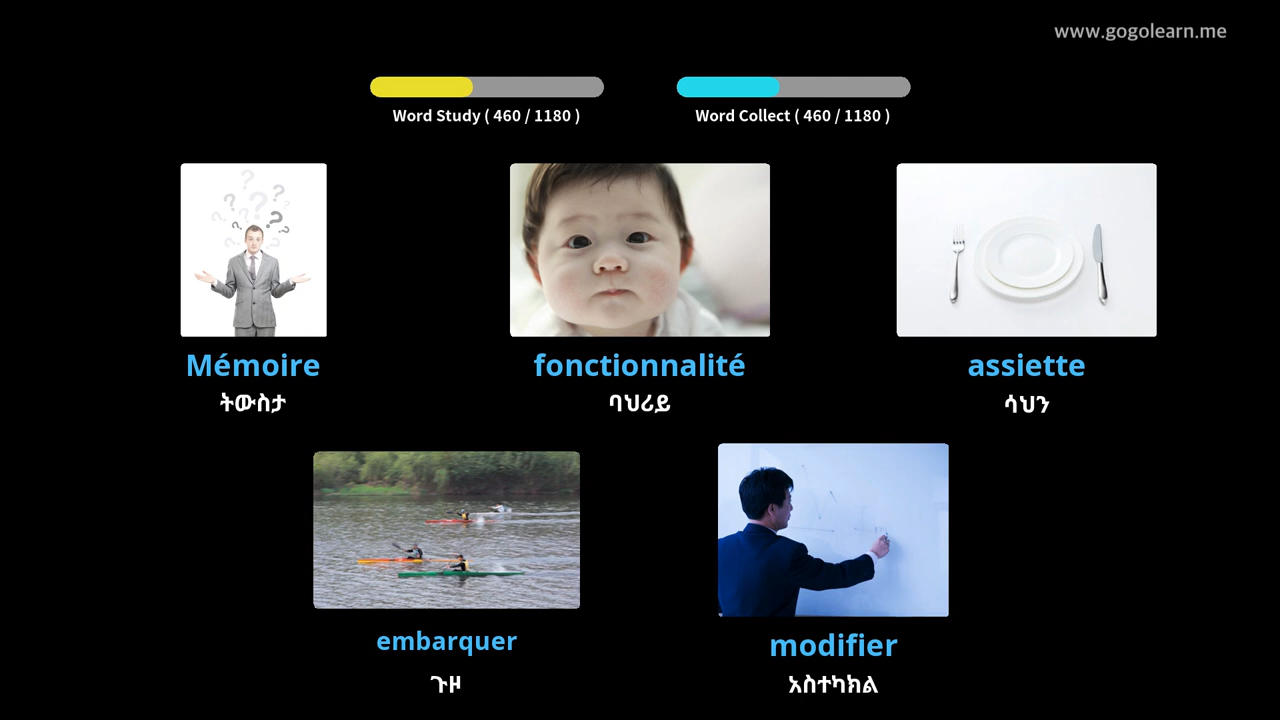 www.gogolearn.me
Word Study ( 460 / 1180 )
Word Collect ( 460 / 1180 )
Mémoire
ትውስታ
fonctionnalité
ባህሪይ
assiette
ሳህን
embarquer
ጉዞ
modifier
አስተካክል